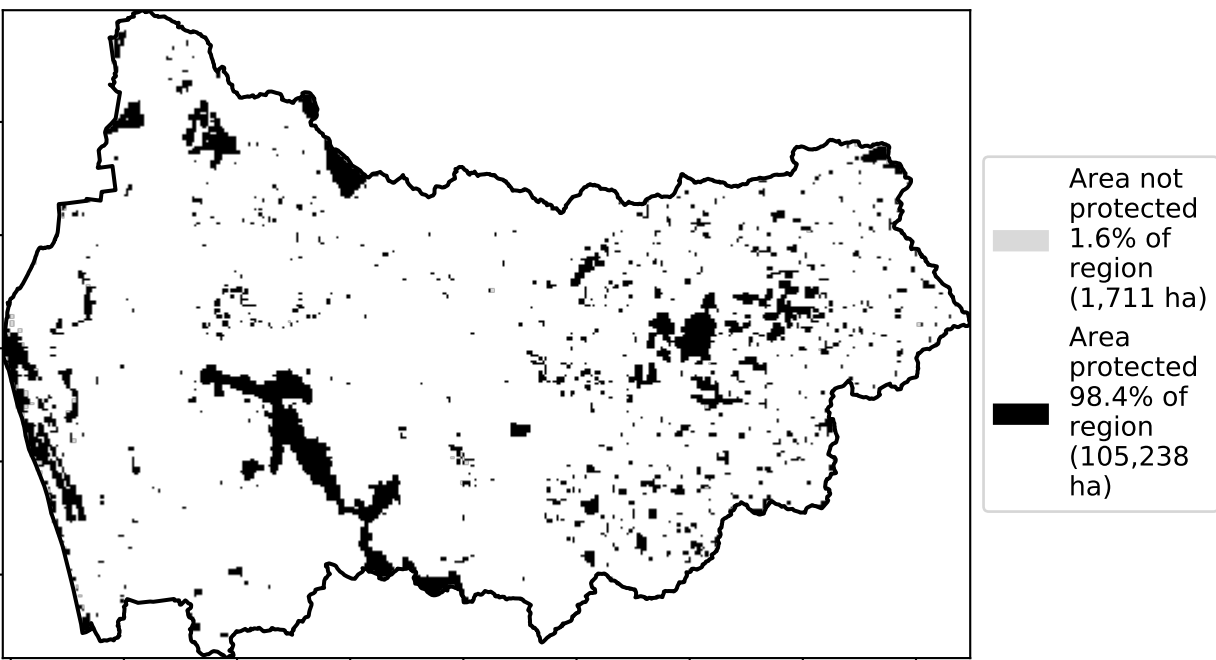 Area not
protected
1.6% of
region
(1,711 ha)
Area
protected
98.4% of
region
(105,238
ha)